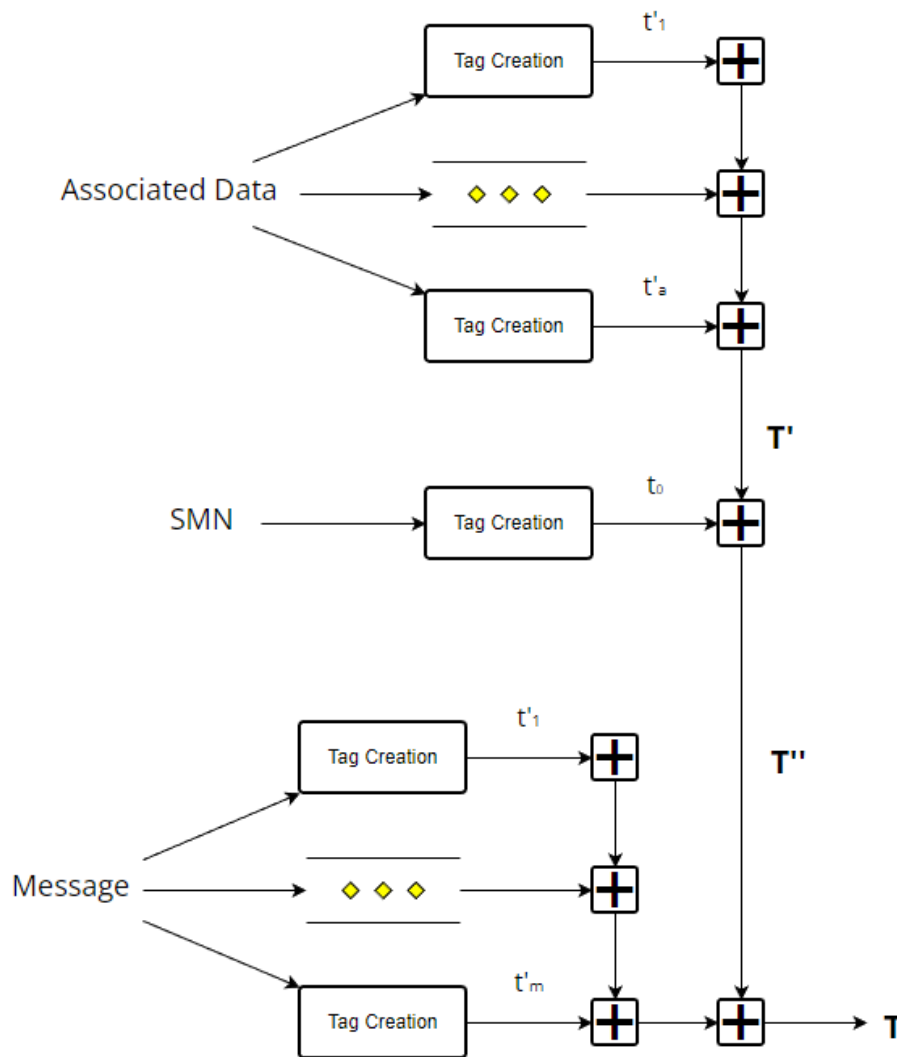 t'₁
Tag Creation
Associated Data
t'ₐ
Tag Creation
T'
t₀
SMN
Tag Creation
t'₁
Tag Creation
T''
Message
t'ₘ
Tag Creation
T